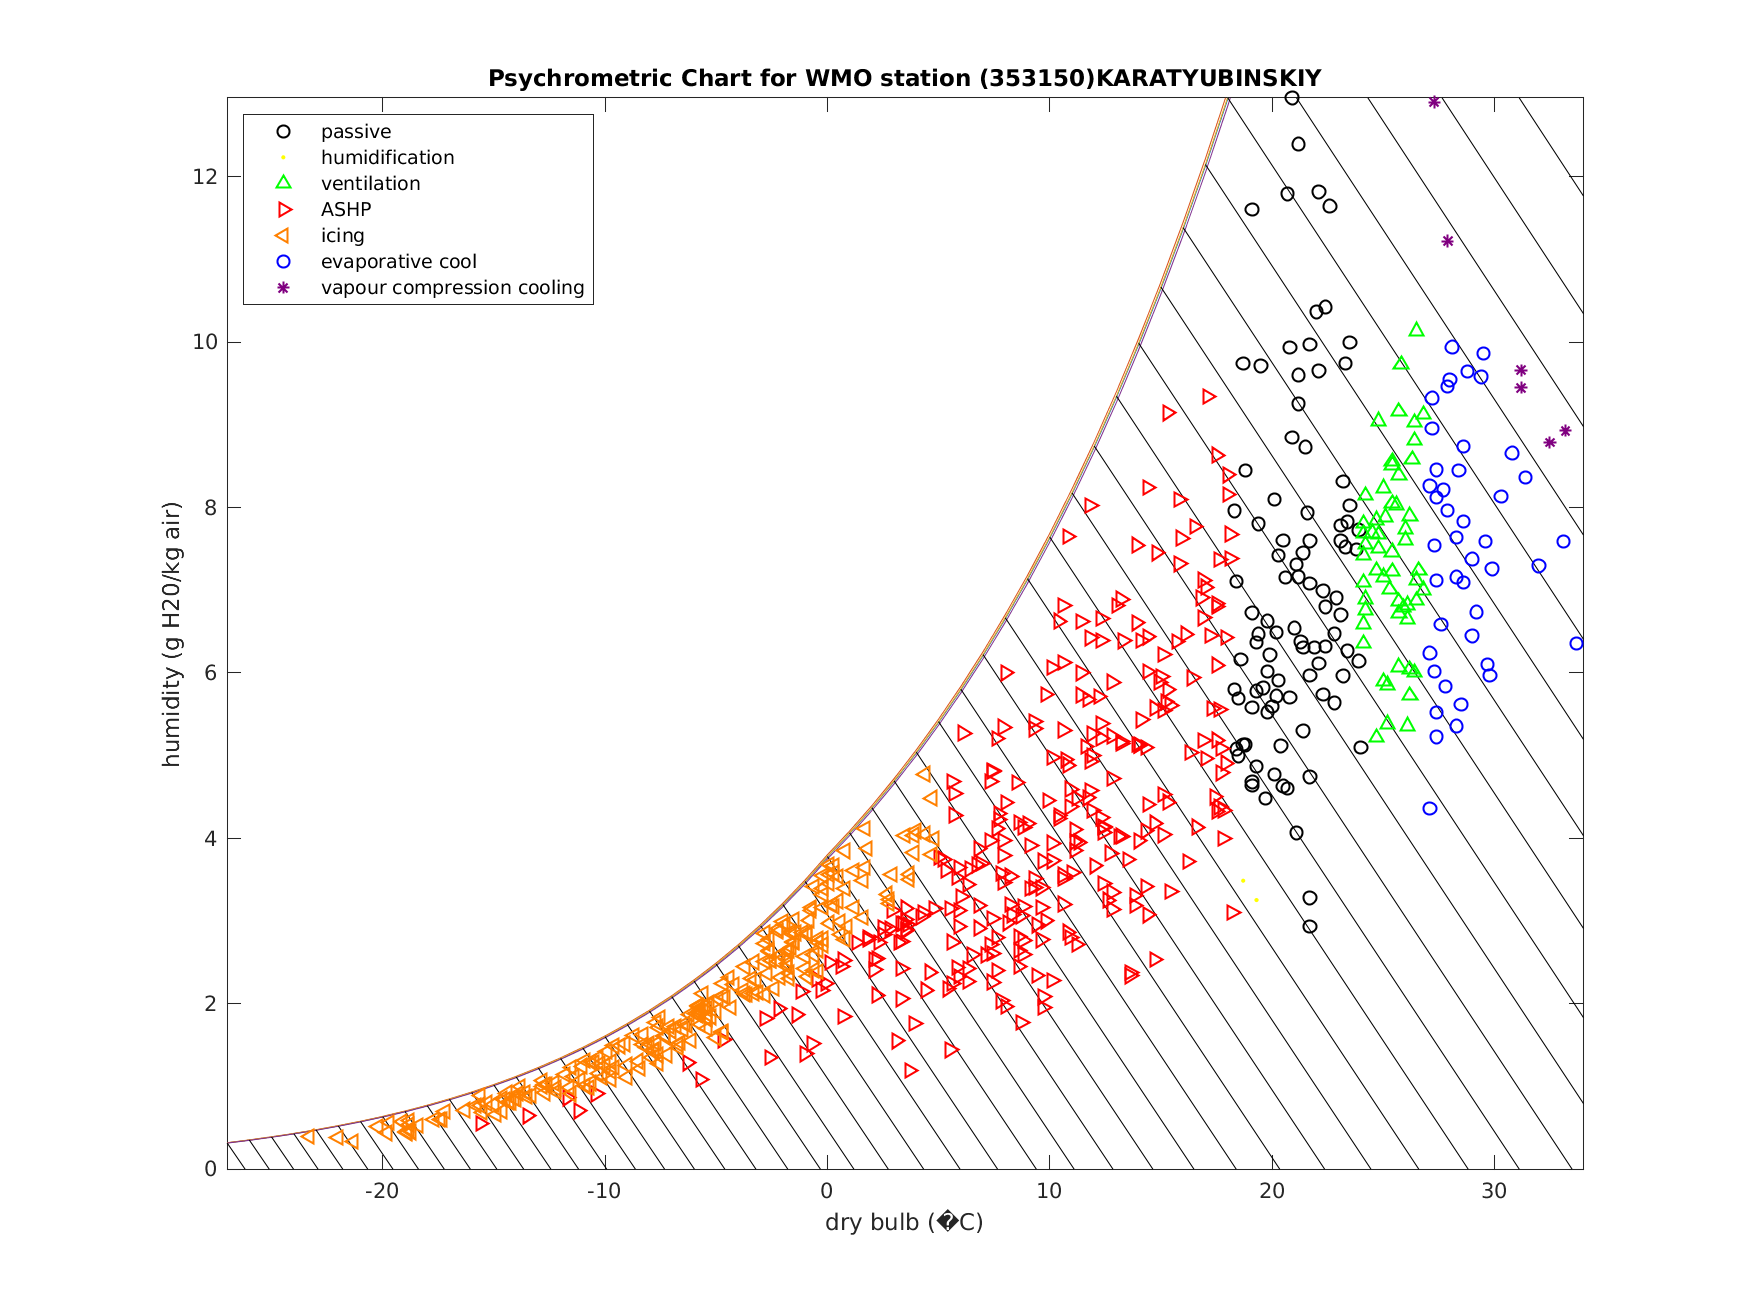 Psychrometric Chart for WMO station (353150)KARATYUBINSKIY
passive
humidification
ventilation
ASHP
icing
evaporative cool
vapour compression cooling
12
10
8
6
4
2
0
humidity (g H20/kg air)
-20 -10 0 10 20 30
dry bulb (�C)